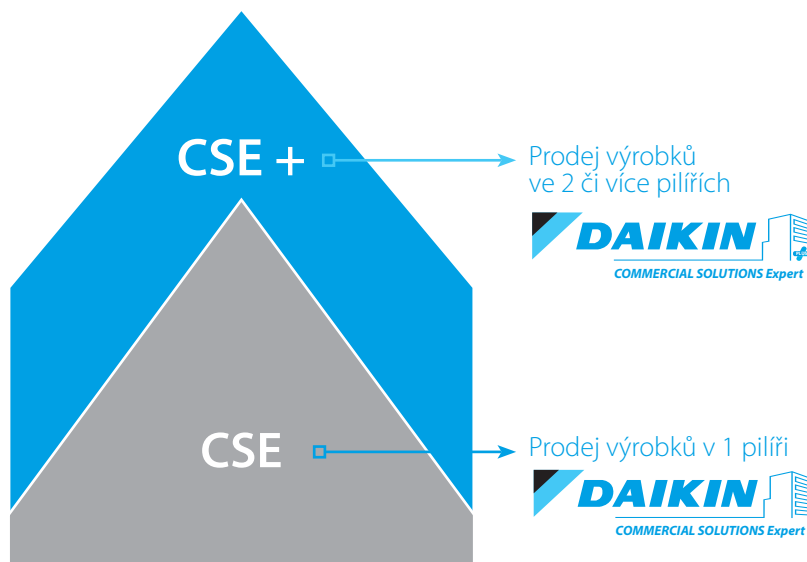 CSE +
Prodej výrobků
ve 2 či více pilířích
DAIKIN
COMMERCIAL SOLUTIONS Expert
CSE
Prodej výrobků v 1 pilíři
DAIKIN
COMMERCIAL SOLUTIONS Expert